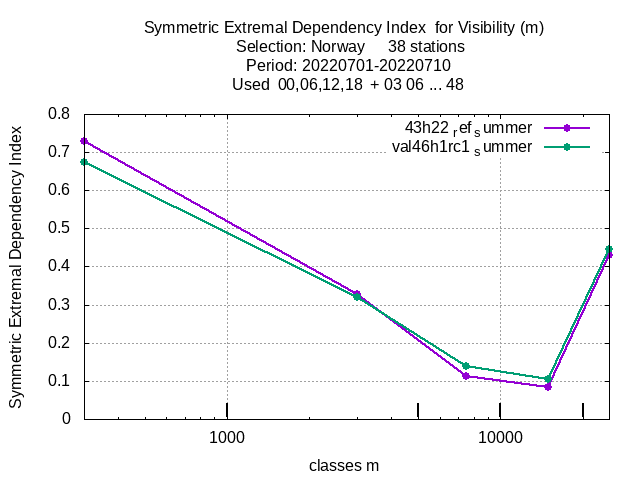 Symmetric Extremal Dependency Index for Visibility (m)
Selection: Norway 38 stations
Period: 20220701-20220710
Used 00,06,12,18 + 03 06 ... 48
43h22 ref summer
val46h1rc1 summer
Symmetric Extremal Dependency Index
0.8
0.7
0.6
0.5
0.4
0.3
0.2
0.1
0
1000
10000
classes m